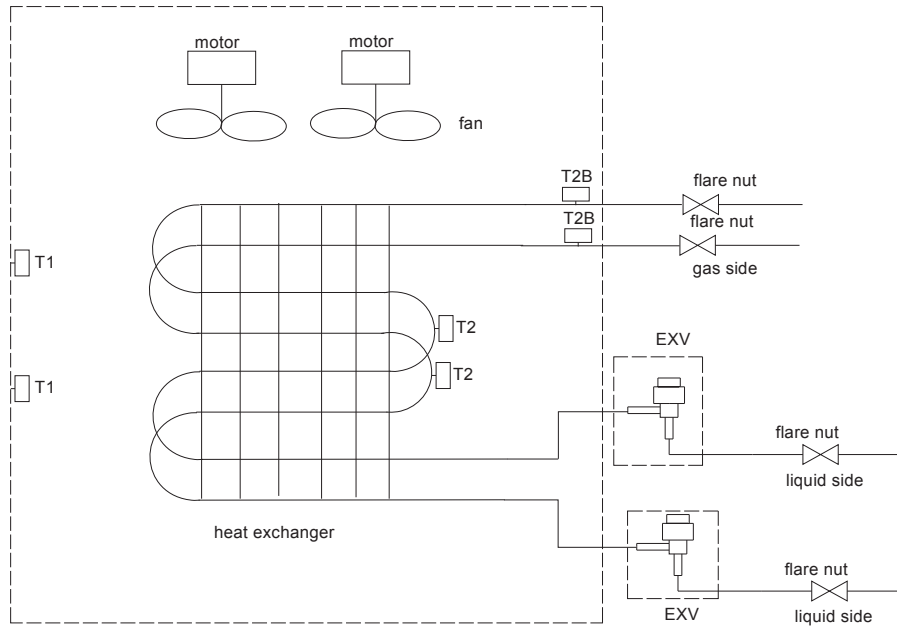 motor
motor
fan
T2B
flare nut
T2B
flare nut
gas side
T1
T2
EXV
T2
T1
flare nut
liquid side
heat exchanger
flare nut
EXV
liquid side